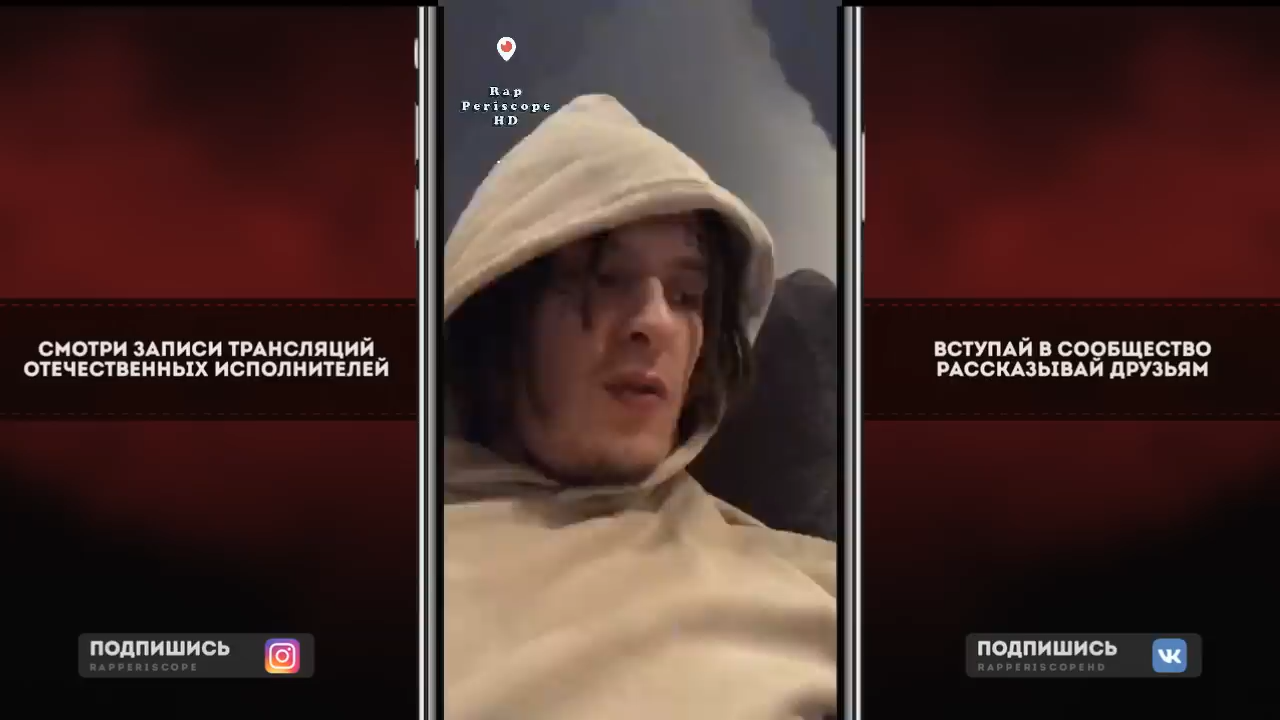 Rap
Periscope
HD
СМОТРИ ЗАПИСИ ТРАНСЛЯЦИЙ
ОТЕЧЕСТВЕННЫХ ИСПОЛНИТЕЛЕЙ
ВСТУПАЙ В СООБЩЕСТВО
РАССКАЗЫВАЙ ДРУЗЬЯМ
ПОДПИШИСЬ
RAPPERISCOPE
ПОДПИШИСЬ
RAPPERISCOPEHD